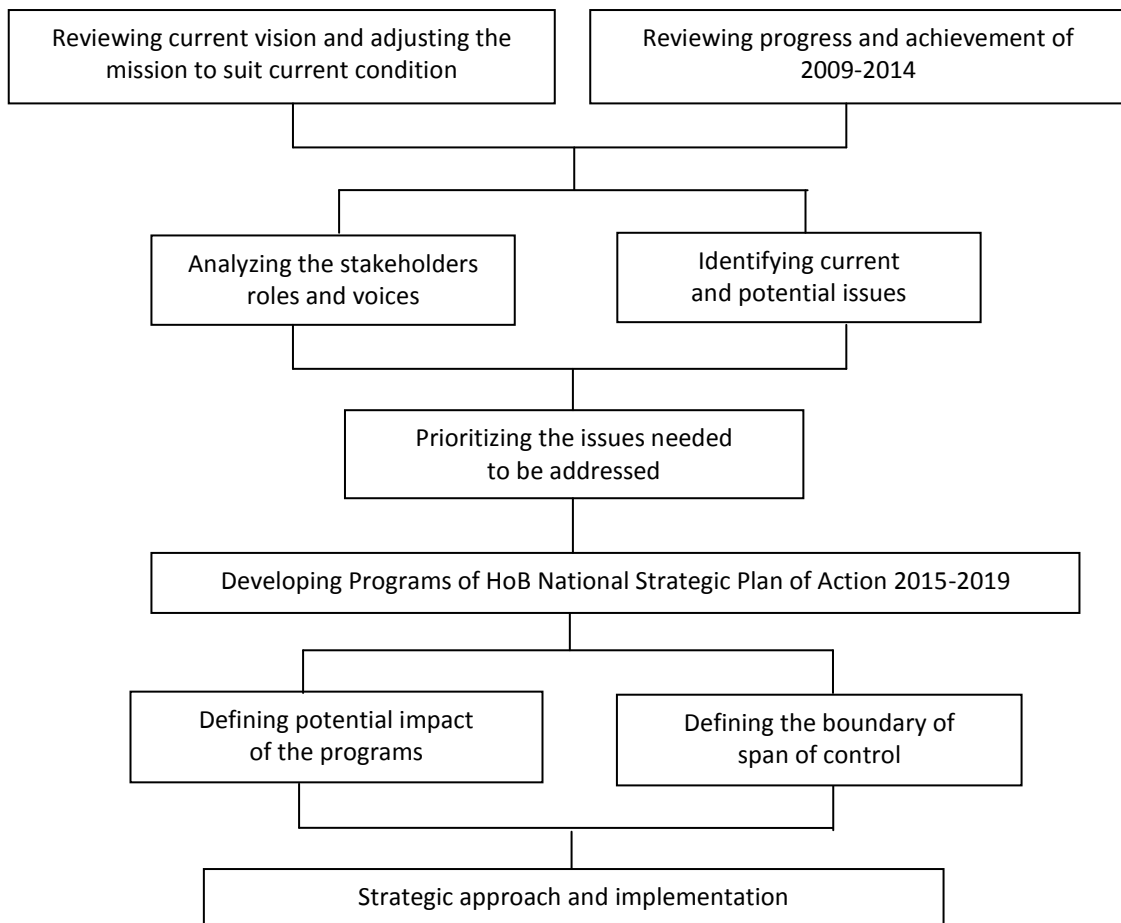 Reviewing current vision and adjusting the
mission to suit current condition
Reviewing progress and achievement of
2009-2014
Analyzing the stakeholders
roles and voices
Identifying current
and potential issues
Prioritizing the issues needed
to be addressed
Developing Programs of HoB National Strategic Plan of Action 2015-2019
Defining potential impact
of the programs
Defining the boundary of
span of control
Strategic approach and implementation